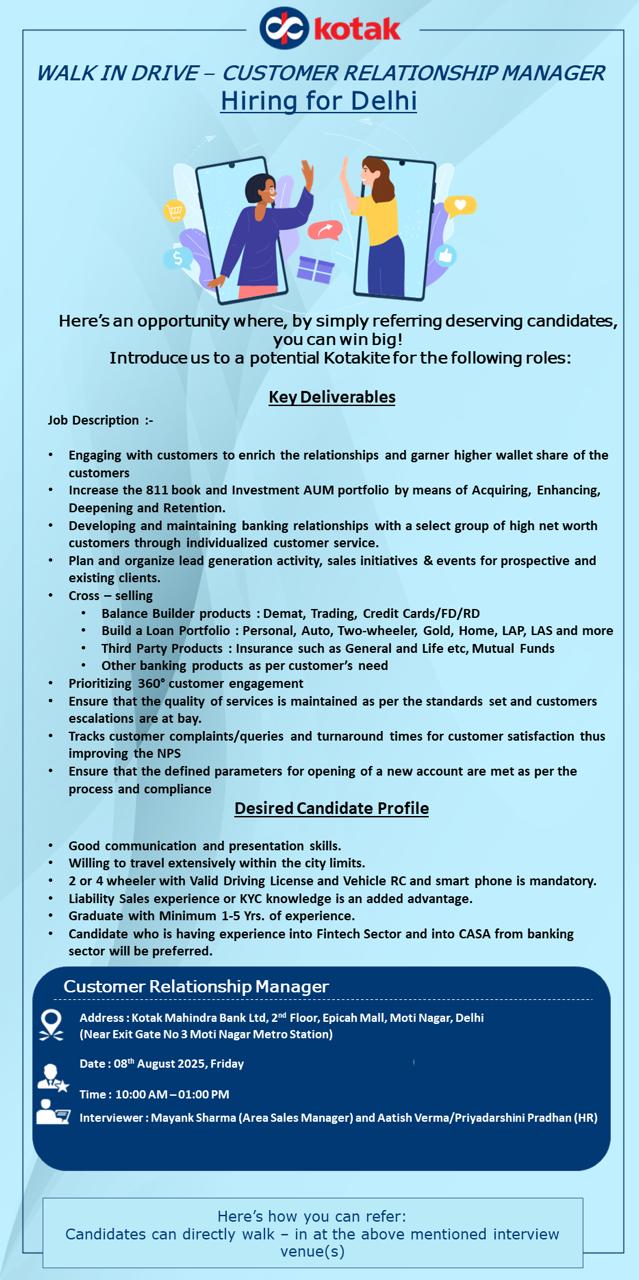 kotak
WALK IN DRIVE – CUSTOMER RELATIONSHIP MANAGER
Hiring for Delhi
$
Here's an opportunity where, by simply referring deserving candidates,
you can win big!
Introduce us to a potential Kotakite for the following roles:
Key Deliverables
Job Description :-
• Engaging with customers to enrich the relationships and garner higher wallet share of the
customers
• Increase the 811 book and Investment AUM portfolio by means of Acquiring, Enhancing,
Deepening and Retention.
• Developing and maintaining banking relationships with a select group of high net worth
customers through individualized customer service.
• Plan and organize lead generation activity, sales initiatives & events for prospective and
existing clients.
• Cross – selling
• Balance Builder products : Demat, Trading, Credit Cards/FD/RD
• Build a Loan Portfolio : Personal, Auto, Two-wheeler, Gold, Home, LAP, LAS and more
• Third Party Products : Insurance such as General and Life etc, Mutual Funds
• Other banking products as per customer's need
• Prioritizing 360° customer engagement
• Ensure that the quality of services is maintained as per the standards set and customers
escalations are at bay.
• Tracks customer complaints/queries and turnaround times for customer satisfaction thus
improving the NPS
• Ensure that the defined parameters for opening of a new account are met as per the
process and compliance
Desired Candidate Profile
• Good communication and presentation skills.
• Willing to travel extensively within the city limits.
• 2 or 4 wheeler with Valid Driving License and Vehicle RC and smart phone is mandatory.
• Liability Sales experience or KYC knowledge is an added advantage.
• Graduate with Minimum 1-5 Yrs. of experience.
• Candidate who is having experience into Fintech Sector and into CASA from banking
sector will be preferred.
Customer Relationship Manager
Address : Kotak Mahindra Bank Ltd, 2nd Floor, Epicah Mall, Moti Nagar, Delhi
(Near Exit Gate No 3 Moti Nagar Metro Station)
Date : 08th August 2025, Friday
Time : 10:00 AM – 01:00 PM
Interviewer : Mayank Sharma (Area Sales Manager) and Aatish Verma/Priyadarshini Pradhan (HR)
Here's how you can refer:
Candidates can directly walk – in at the above mentioned interview
venue(s)